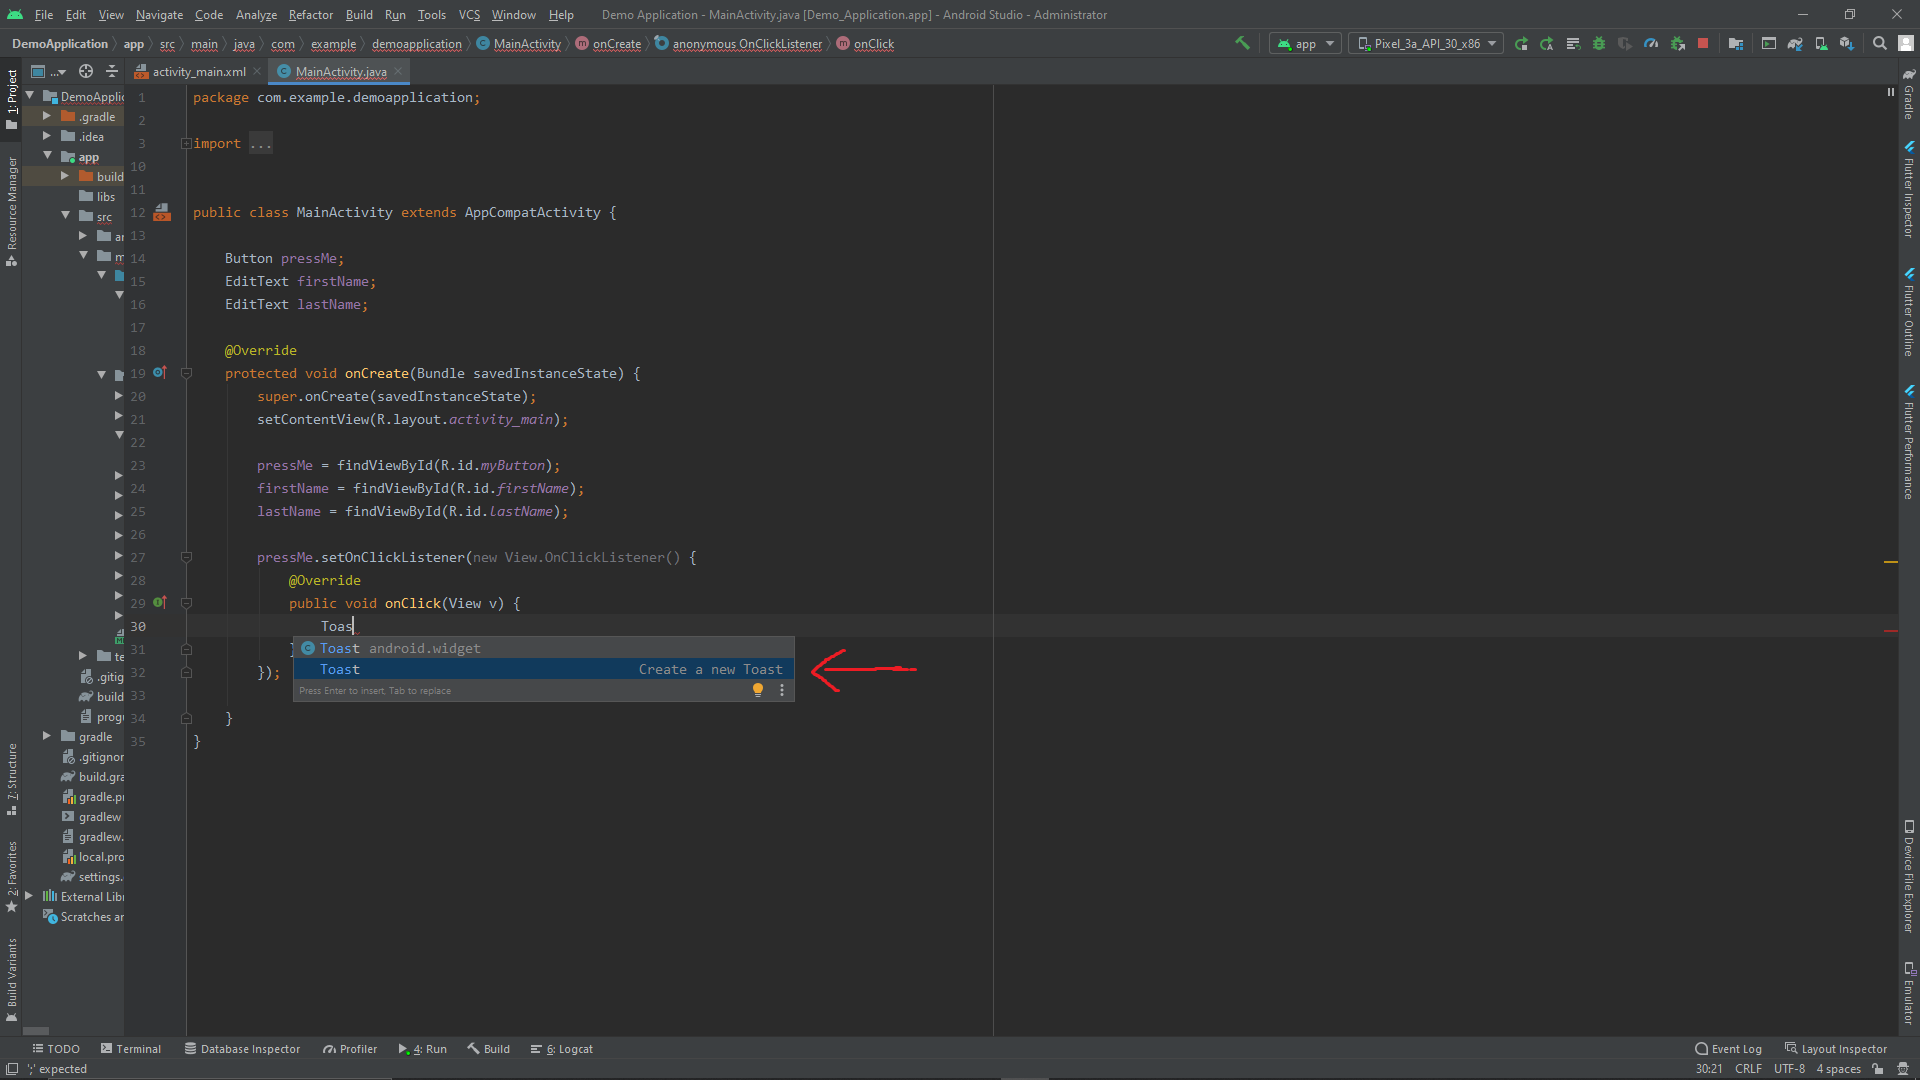 File Edit View Navigate Code Analyze Refactor Build Run Tools VCS Window Help Demo Application - MainActivity.java [Demo_Application.app] - Android Studio - Administrator
DemoApplication app src main java com example demoapplication MainActivity onCreate anonymous OnClickListener onClick app Pixel_3a_API_30_x86
... activity_main.xml MainActivity.java
1: Project
Resource Manager
7: Structure
2: Favorites
Build Variants
DemoApplic
.gradle
.idea
app
build
libs
src
ar
m
te
.gitig
build
progu
gradle
.gitignor
build.gra
gradle.pr
gradlew
gradlew.
local.pro
settings.
External Libr
Scratches ar
1 package com.example.demoapplication;
2
3 import ...
10
11
12 public class MainActivity extends AppCompatActivity {
13
14 Button pressMe;
15 EditText firstName;
16 EditText lastName;
17
18 @Override
19 protected void onCreate(Bundle savedInstanceState) {
20 super.onCreate(savedInstanceState);
21 setContentView(R.layout.activity_main);
22
23 pressMe = findViewById(R.id.myButton);
24 firstName = findViewById(R.id.firstName);
25 lastName = findViewById(R.id.lastName);
26
27 pressMe.setOnClickListener(new View.OnClickListener() {
28 @Override
29 public void onClick(View v) {
30 Toas
Toast android.widget
Toast Create a new Toast
Press Enter to insert, Tab to replace
31 }
32 });
33
34 }
35 }
Gradle
Flutter Inspector
Flutter Outline
Flutter Performance
Device File Explorer
Emulator
TODO Terminal Database Inspector Profiler 4: Run Build 6: Logcat Event Log Layout Inspector
';' expected 30:21 CRLF UTF-8 4 spaces